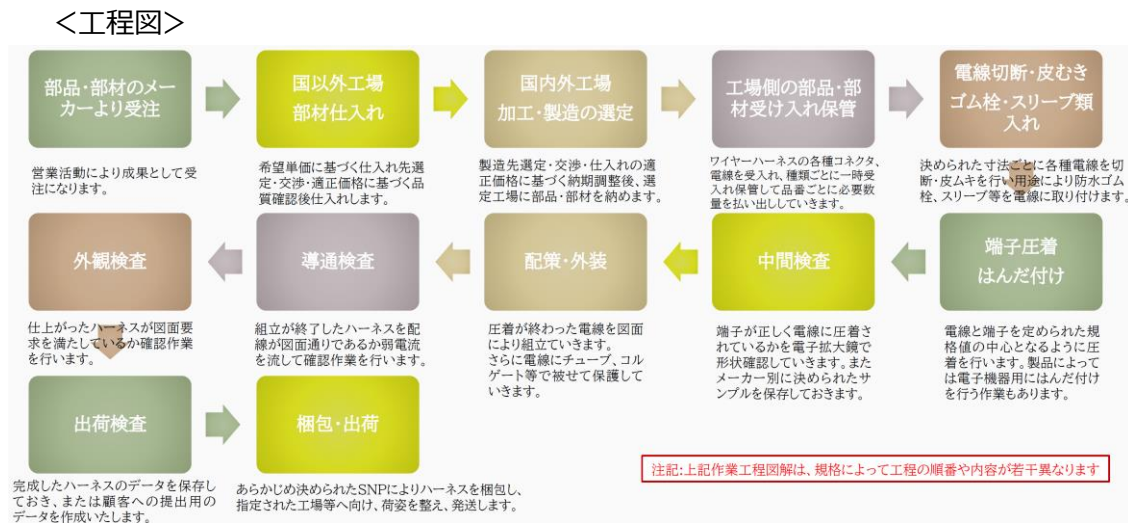 ＜工程図＞
部品・部材のメ
ーカーより受注
営業活動により成果として受
注になります。
国以外工場
部材仕入れ
希望単価に基づく仕入れ先選
定・交渉・適正価格に基づく品
質確認後仕入れします。
国内外工場
加工・製造の選定
製造先選定・交渉・仕入れの適
正価格に基づく納期調整後、選
定工場に部品・部材を納めます。
工場側の部品・部
材受け入れ保管
ワイヤーハーネスの各種コネクタ、
電線を受入れ、種類ごとに一時受
入れ保管して品番ごとに必要数
量を払い出ししていきます。
電線切断・皮むき
ゴム栓・スリーブ類
入れ
決められた寸法ごとに各種電線を切
断・皮ムキを行い用途により防水ゴム
栓、スリーブ等を電線に取り付けます。
端子圧着
はんだ付け
電線と端子を定められた規
格値の中心となるように圧
着を行います。製品によって
は電子機器用にはんだ付け
を行う作業もあります。
中間検査
端子が正しく電線に圧着さ
れているかを電子拡大鏡で
形状確認していきます。また
メーカー別に決められたサ
ンプルを保存しておきます。
配策・外装
圧着が終わった電線を図面
により組立ていきます。
さらに電線にチューブ、コル
ゲート等で被せて保護して
いきます。
導通検査
組立が終了したハーネスを配
線が図面通りであるか弱電流
を流して確認作業を行います。
外観検査
仕上がったハーネスが図面要
求を満たしているか確認作業
を行います。
出荷検査
完成したハーネスのデータを保存し
ておき、または顧客への提出用の
データを作成いたします。
梱包・出荷
あらかじめ決められたSNPによりハーネスを梱包し、
指定された工場等へ向け、荷姿を整え、発送します。
注記:上記作業工程図解は、規格によって工程の順番や内容が若干異なります